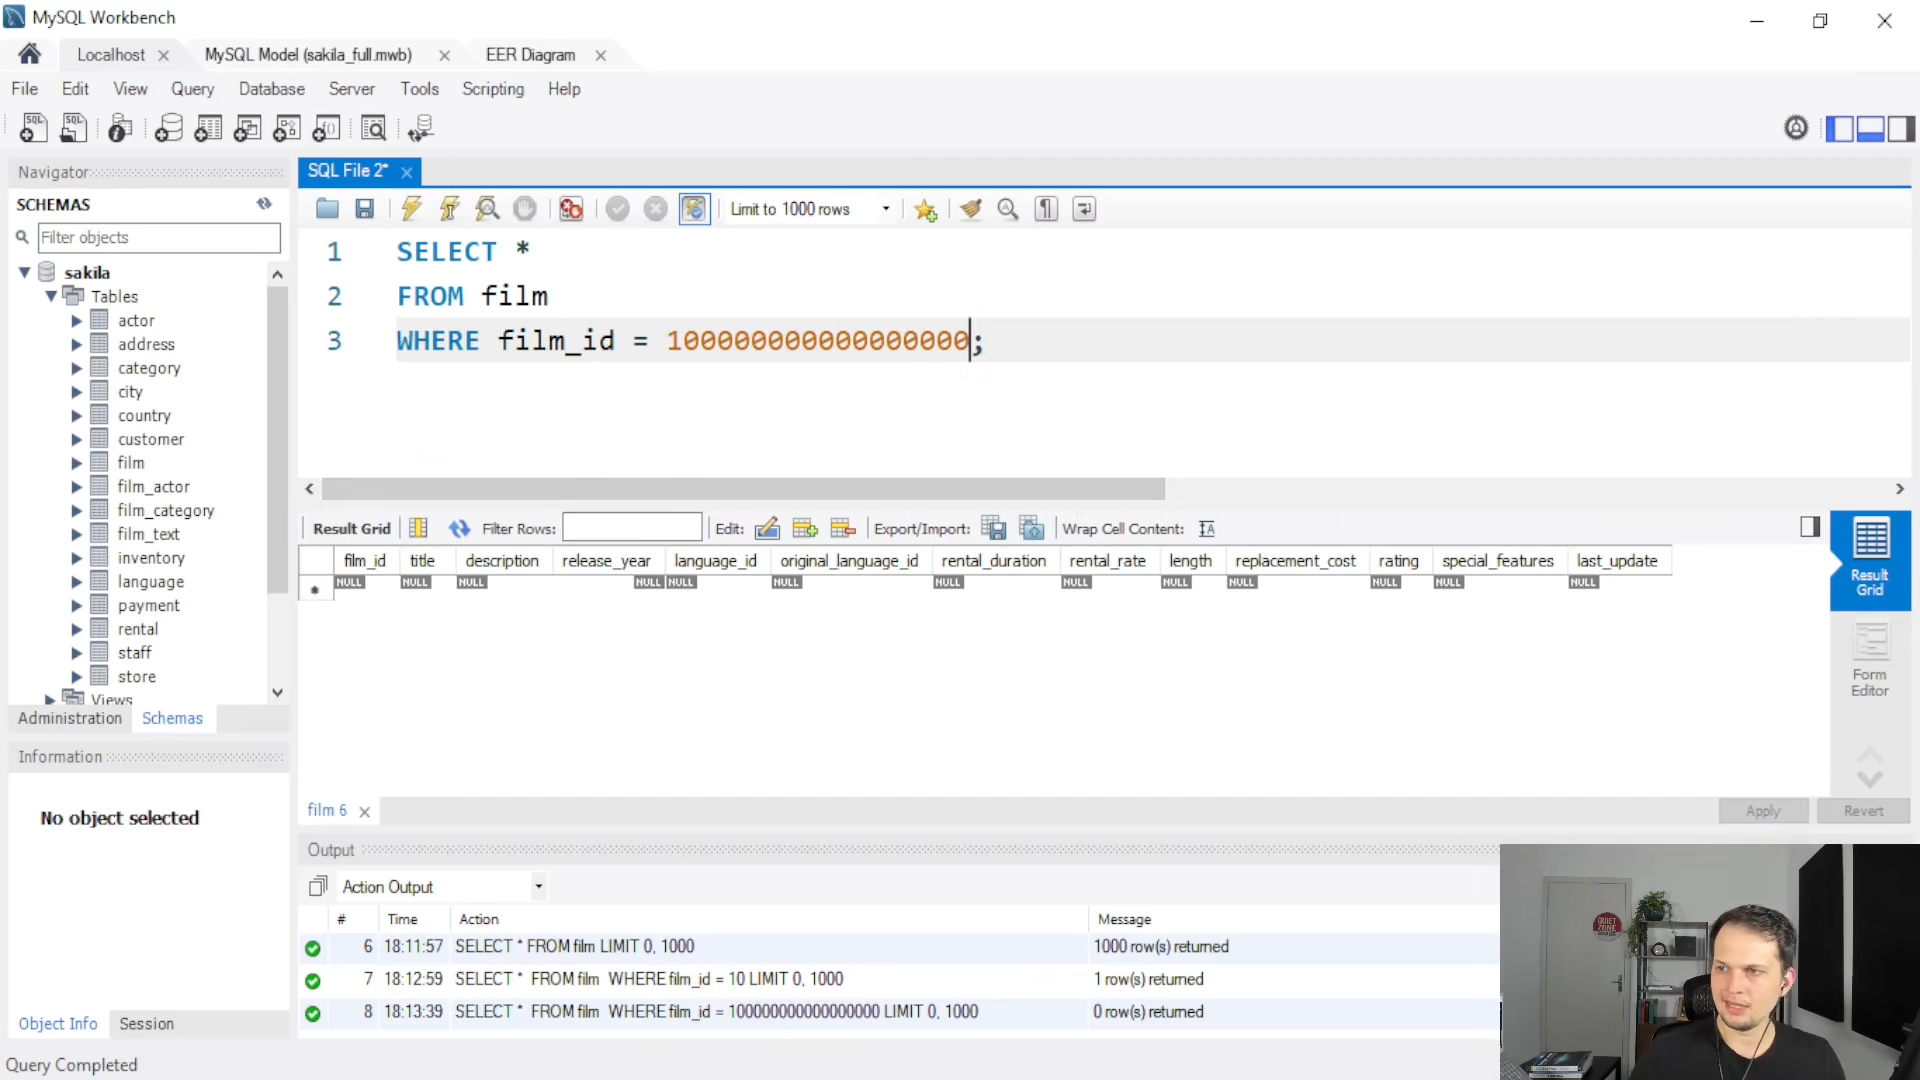 MySQL Workbench
Localhost
MySQL Model (sakila_full.mwb)
EER Diagram
File Edit View Query Database Server Tools Scripting Help
Navigator
SCHEMAS
Filter objects
sakila
Tables
actor
address
category
city
country
customer
film
film_actor
film_category
film_text
inventory
language
payment
rental
staff
store
Views
Administration Schemas
Information
No object selected
Object Info Session
Query Completed
SQL File 2*
Limit to 1000 rows
1 SELECT *
2 FROM film
3 WHERE film_id = 100000000000000000;
Result Grid Filter Rows: Edit: Export/Import: Wrap Cell Content:
film_id title description release_year language_id original_language_id rental_duration rental_rate length replacement_cost rating special_features last_update
NULL NULL NULL NULL NULL NULL NULL NULL NULL NULL NULL NULL NULL
Result
Grid
Form
Editor
film 6
Apply Revert
Output
Action Output
# Time Action Message
6 18:11:57 SELECT * FROM film LIMIT 0, 1000 1000 row(s) returned
7 18:12:59 SELECT * FROM film WHERE film_id = 10 LIMIT 0, 1000 1 row(s) returned
8 18:13:39 SELECT * FROM film WHERE film_id = 100000000000000000 LIMIT 0, 1000 0 row(s) returned
QUIET
ZONE